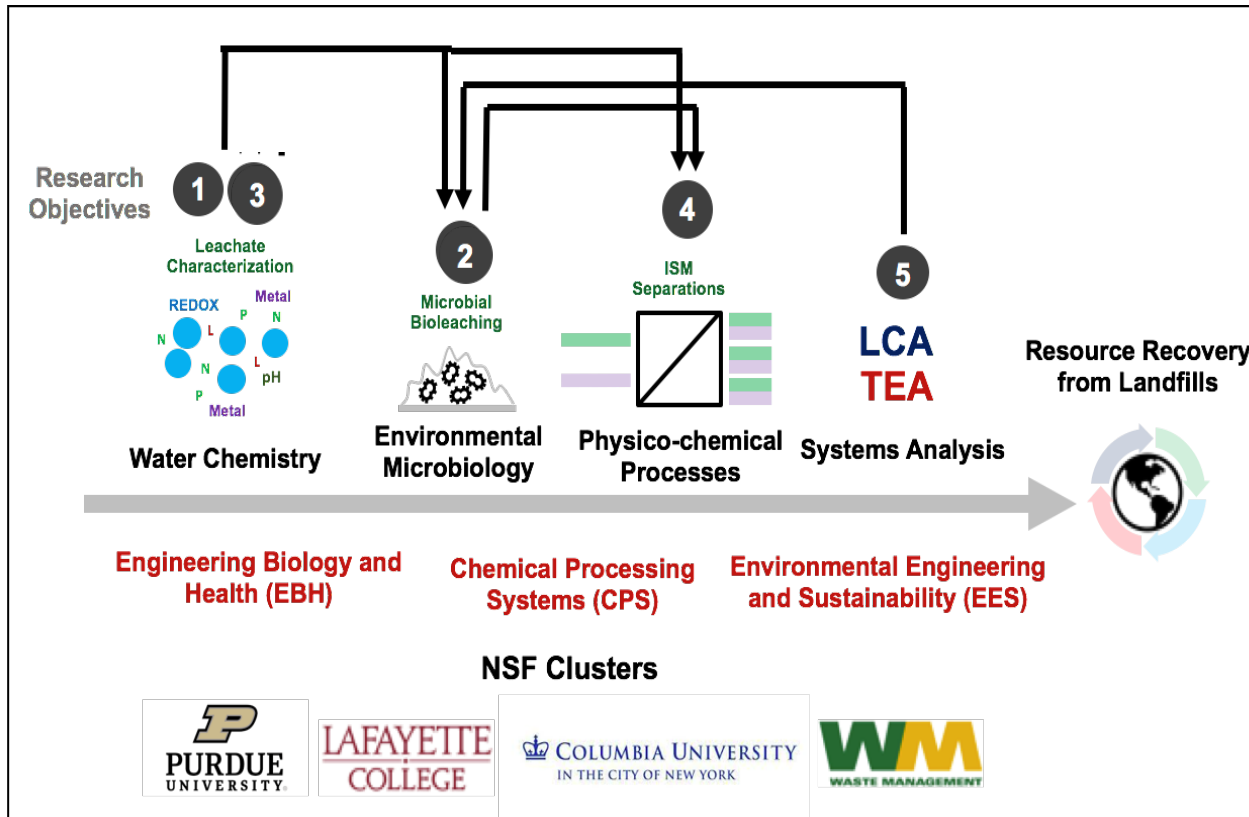 Research
Objectives
1
3
2
4
5
Leachate
Characterization
REDOX
Metal
P
N
L
N
N
L
pH
P
Metal
Water Chemistry
Microbial
Bioleaching
Environmental
Microbiology
ISM
Separations
Physico-chemical
Processes
LCA
TEA
Systems Analysis
Resource Recovery
from Landfills
Engineering Biology and
Health (EBH)
Chemical Processing
Systems (CPS)
Environmental Engineering
and Sustainability (EES)
NSF Clusters
P
PURDUE
UNIVERSITY®
LAFAYETTE
COLLEGE
COLUMBIA UNIVERSITY
IN THE CITY OF NEW YORK
WM
WASTE MANAGEMENT